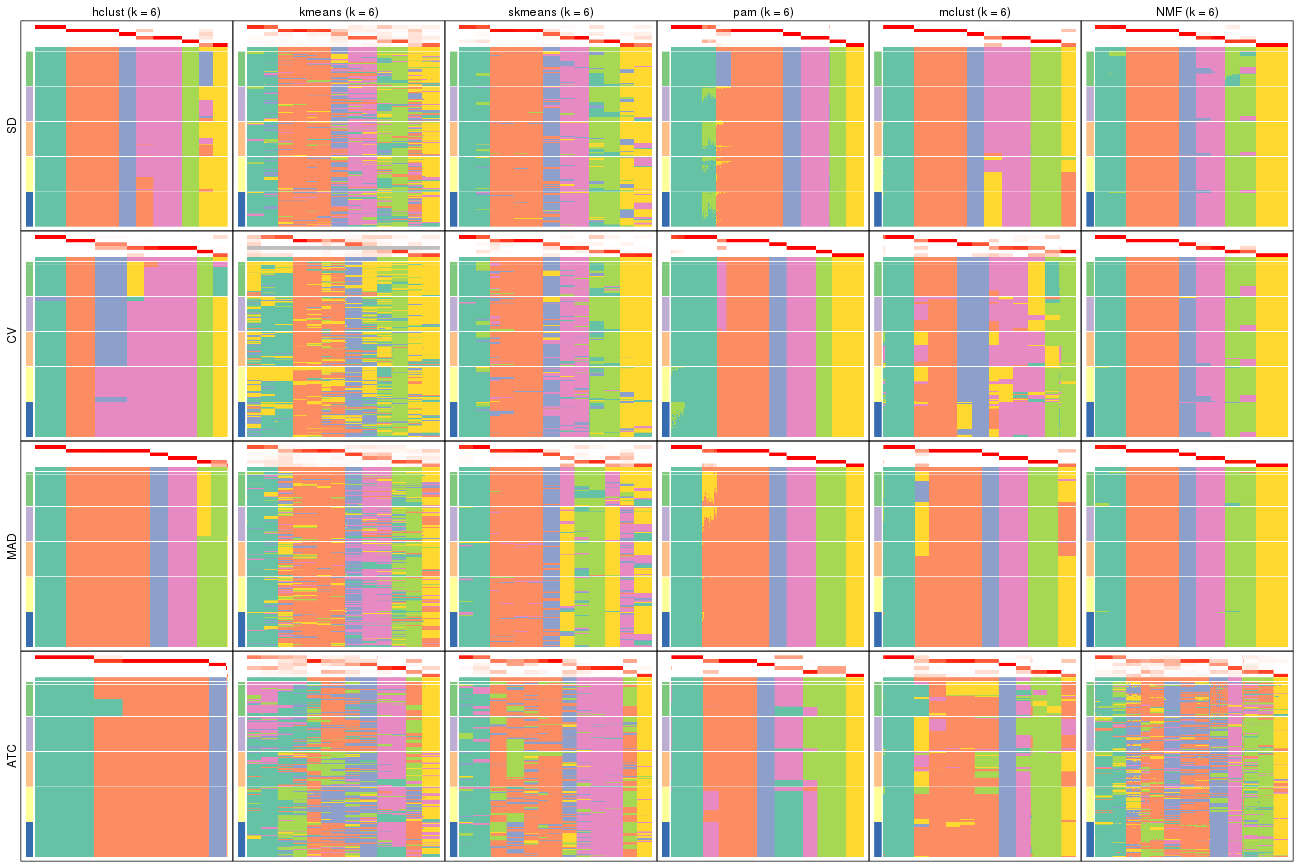 hclust (k = 6) kmeans (k = 6) skmeans (k = 6) pam (k = 6) mclust (k = 6) NMF (k = 6)
SD
CV
MAD
ATC